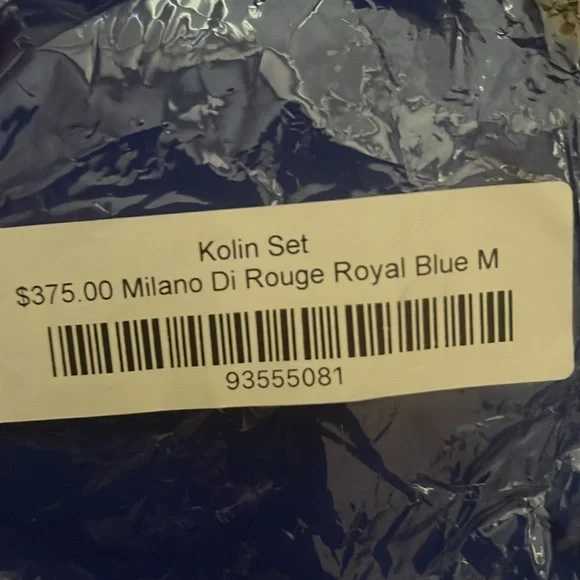 Kolin Set
$375.00 Milano Di Rouge Royal Blue M
93555081